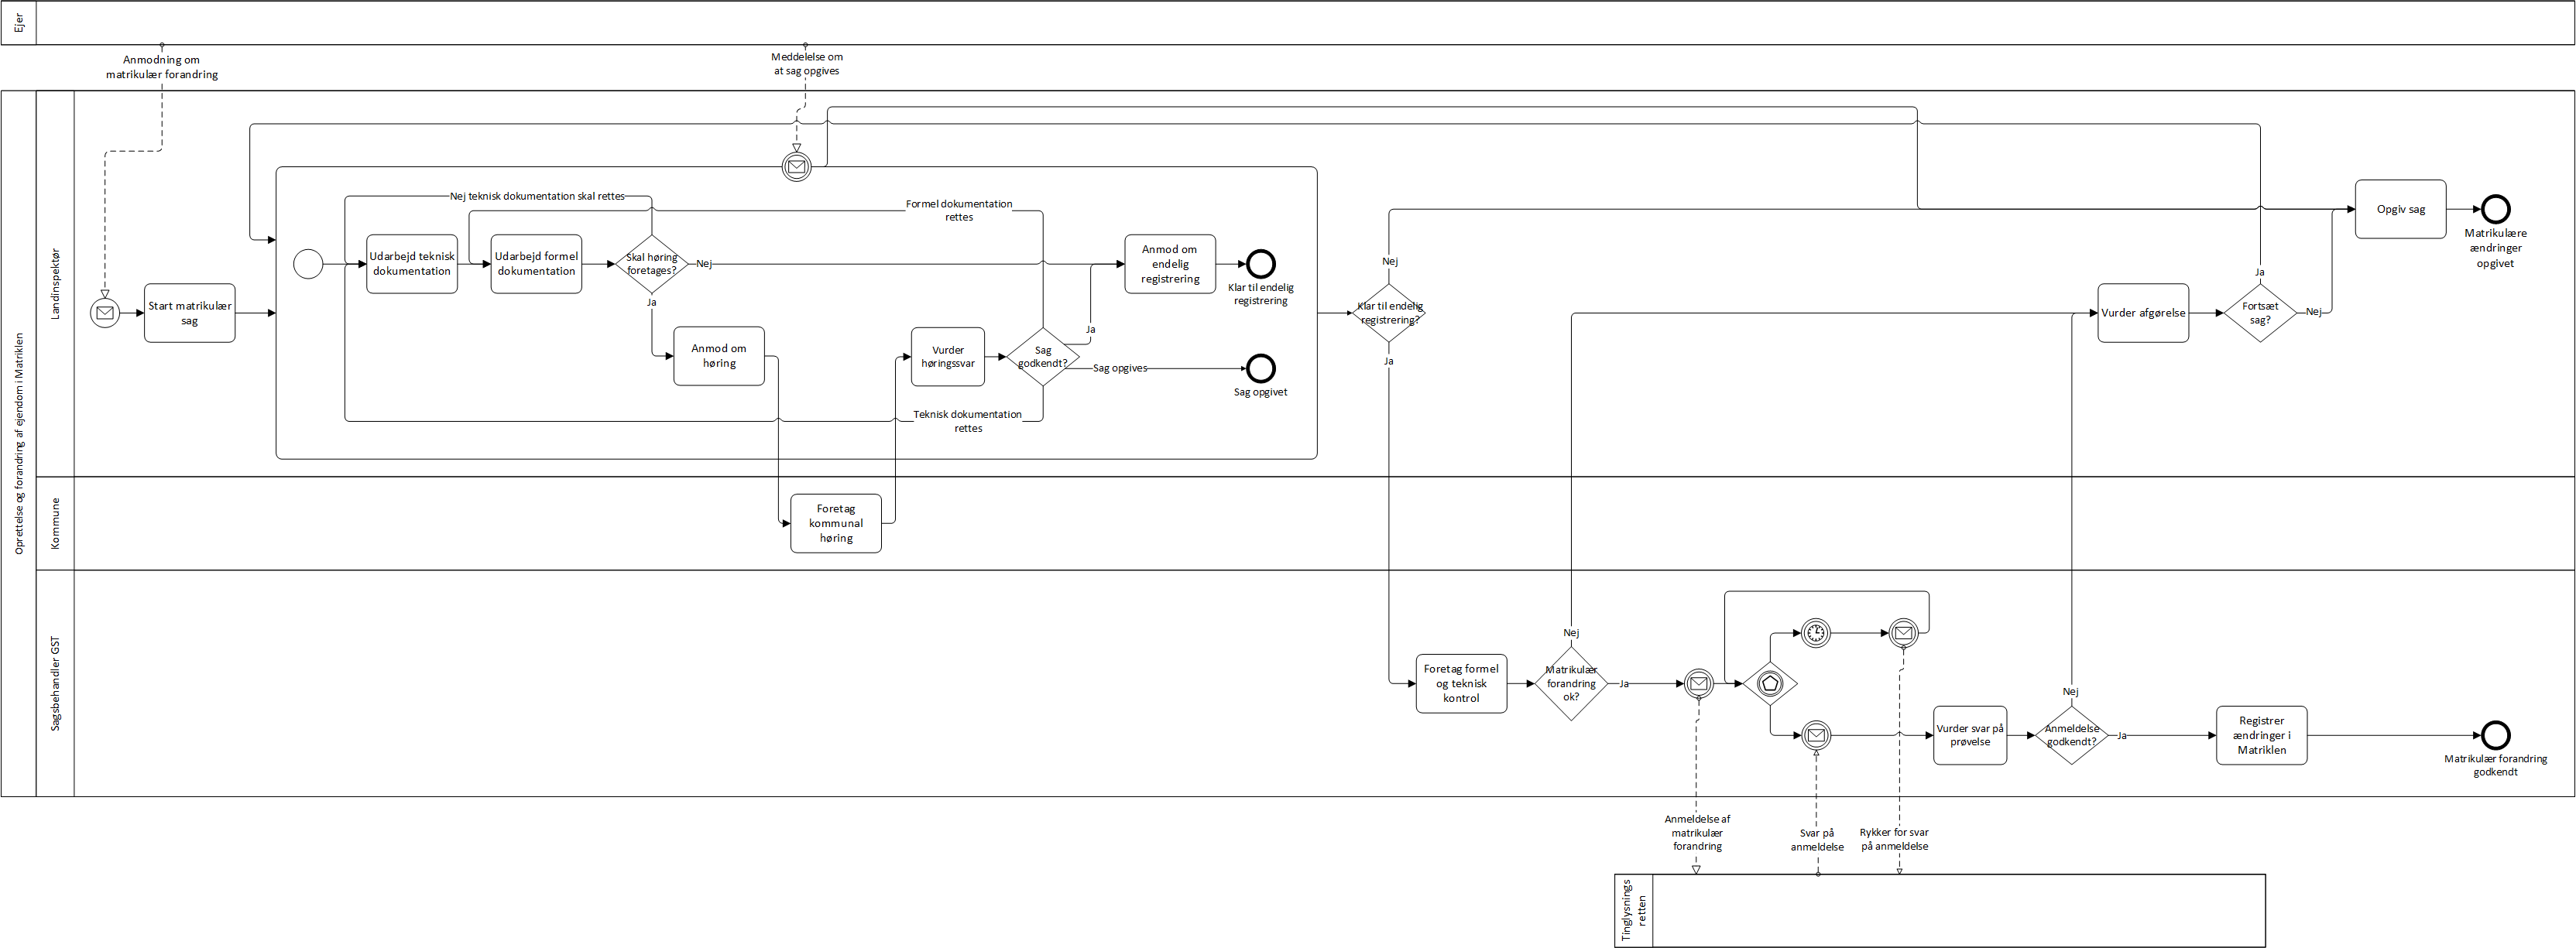 Ejer
Anmodning om
matrikulær forandring
Meddelelse om
at sag opgives
Oprettelse og forandring af ejendom i Matriklen
Landinspektør
Start matrikulær
sag
Nej teknisk dokumentation skal rettes
Formel dokumentation
rettes
Udarbejd teknisk
dokumentation
Udarbejd formel
dokumentation
Skal høring
foretages?
Nej
Ja
Anmod om
høring
Vurder
høringssvar
Sag
godkendt?
Ja
Sag opgives
Teknisk dokumentation
rettes
Anmod om
endelig
registrering
Klar til endelig
registrering
Sag opgivet
Nej
Klar til endelig
registrering?
Ja
Vurder afgørelse
Ja
Fortsæt
sag?
Nej
Opgiv sag
Matrikulære
ændringer
opgivet
Kommune
Foretag
kommunal
høring
Sagsbehandler GST
Foretag formel
og teknisk
kontrol
Nej
Matrikulær
forandring
ok?
Ja
Vurder svar på
prøvelse
Nej
Anmeldelse
godkendt?
Ja
Registrer
ændringer i
Matriklen
Matrikulær forandring
godkendt
Anmeldelse af
matrikulær
forandring
Svar på
anmeldelse
Rykker for svar
på anmeldelse
Tinglysnings
retten